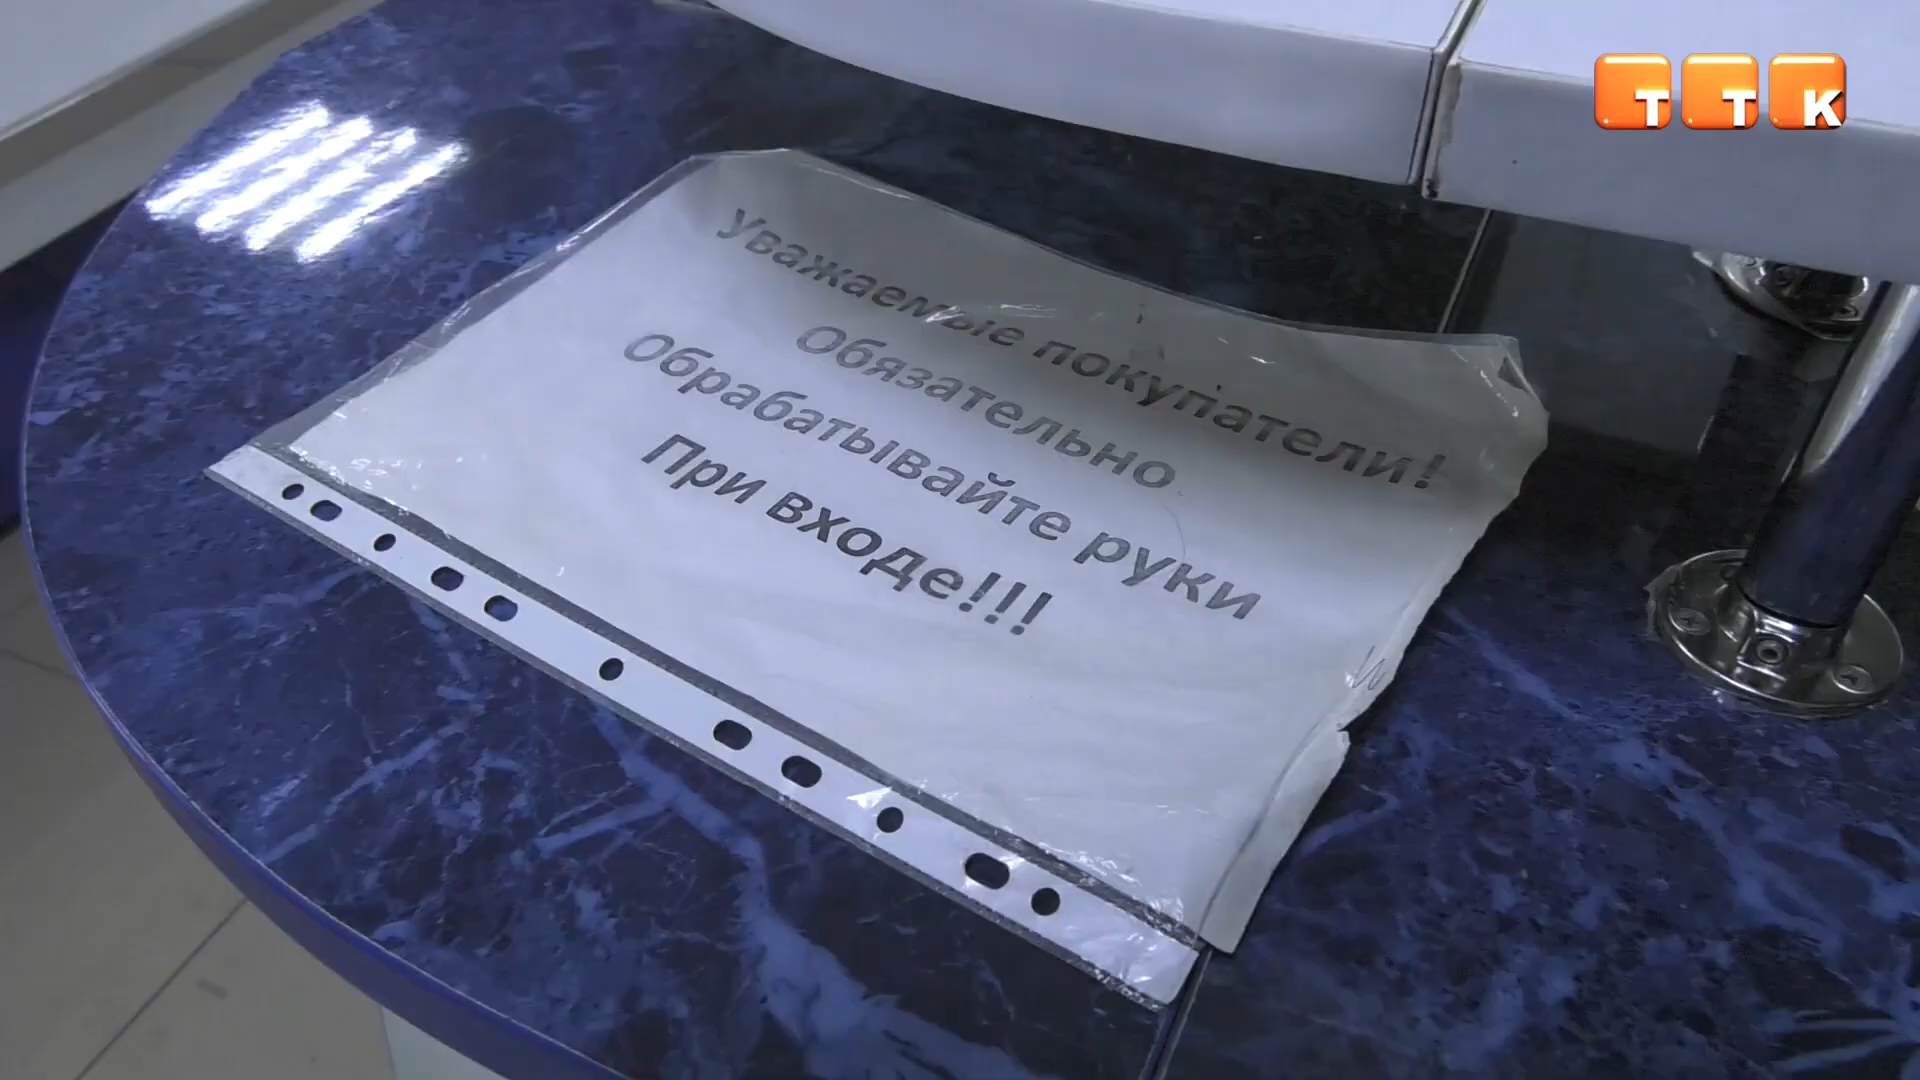 ТТК
Уважаемые покупатели!
Обязательно
Обрабатывайте руки
При входе!!!